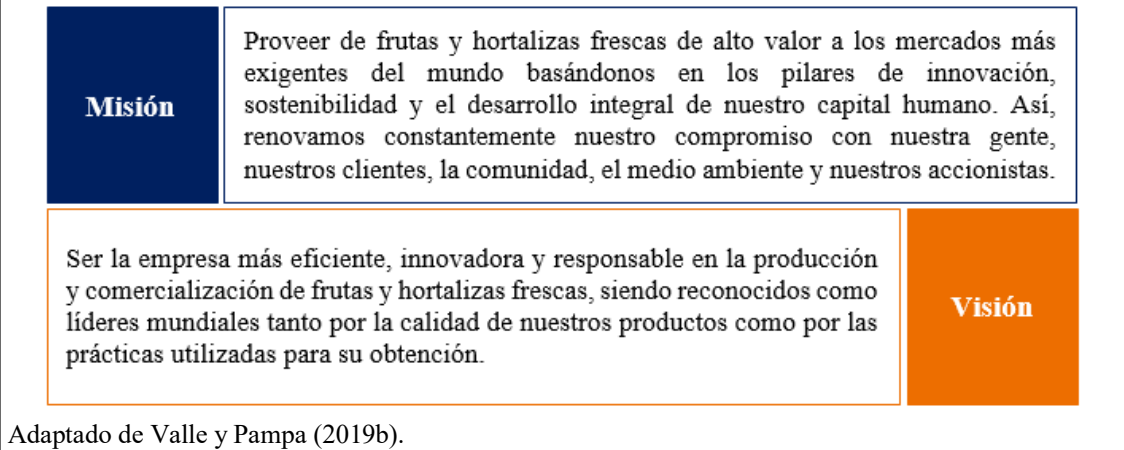 Misión
Proveer de frutas y hortalizas frescas de alto valor a los mercados más
exigentes del mundo basándonos en los pilares de innovación,
sostenibilidad y el desarrollo integral de nuestro capital humano. Así,
renovamos constantemente nuestro compromiso con nuestra gente,
nuestros clientes, la comunidad, el medio ambiente y nuestros accionistas.
Ser la empresa más eficiente, innovadora y responsable en la producción
y comercialización de frutas y hortalizas frescas, siendo reconocidos como
líderes mundiales tanto por la calidad de nuestros productos como por las
prácticas utilizadas para su obtención.
Visión
Adaptado de Valle y Pampa (2019b).